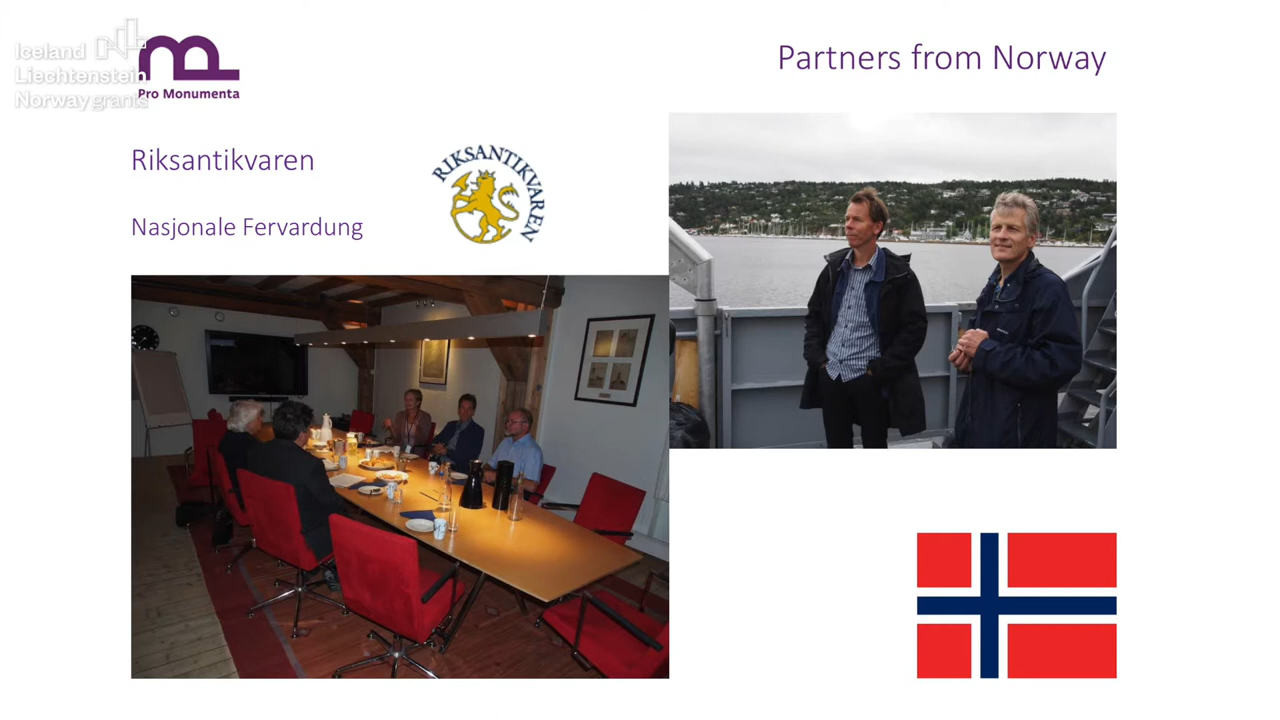 Iceland
Liechtenstein
Norway grants
Pro Monumenta
Partners from Norway
Riksantikvaren
RIKSANTIKVAREN
Nasjonale Fervardung